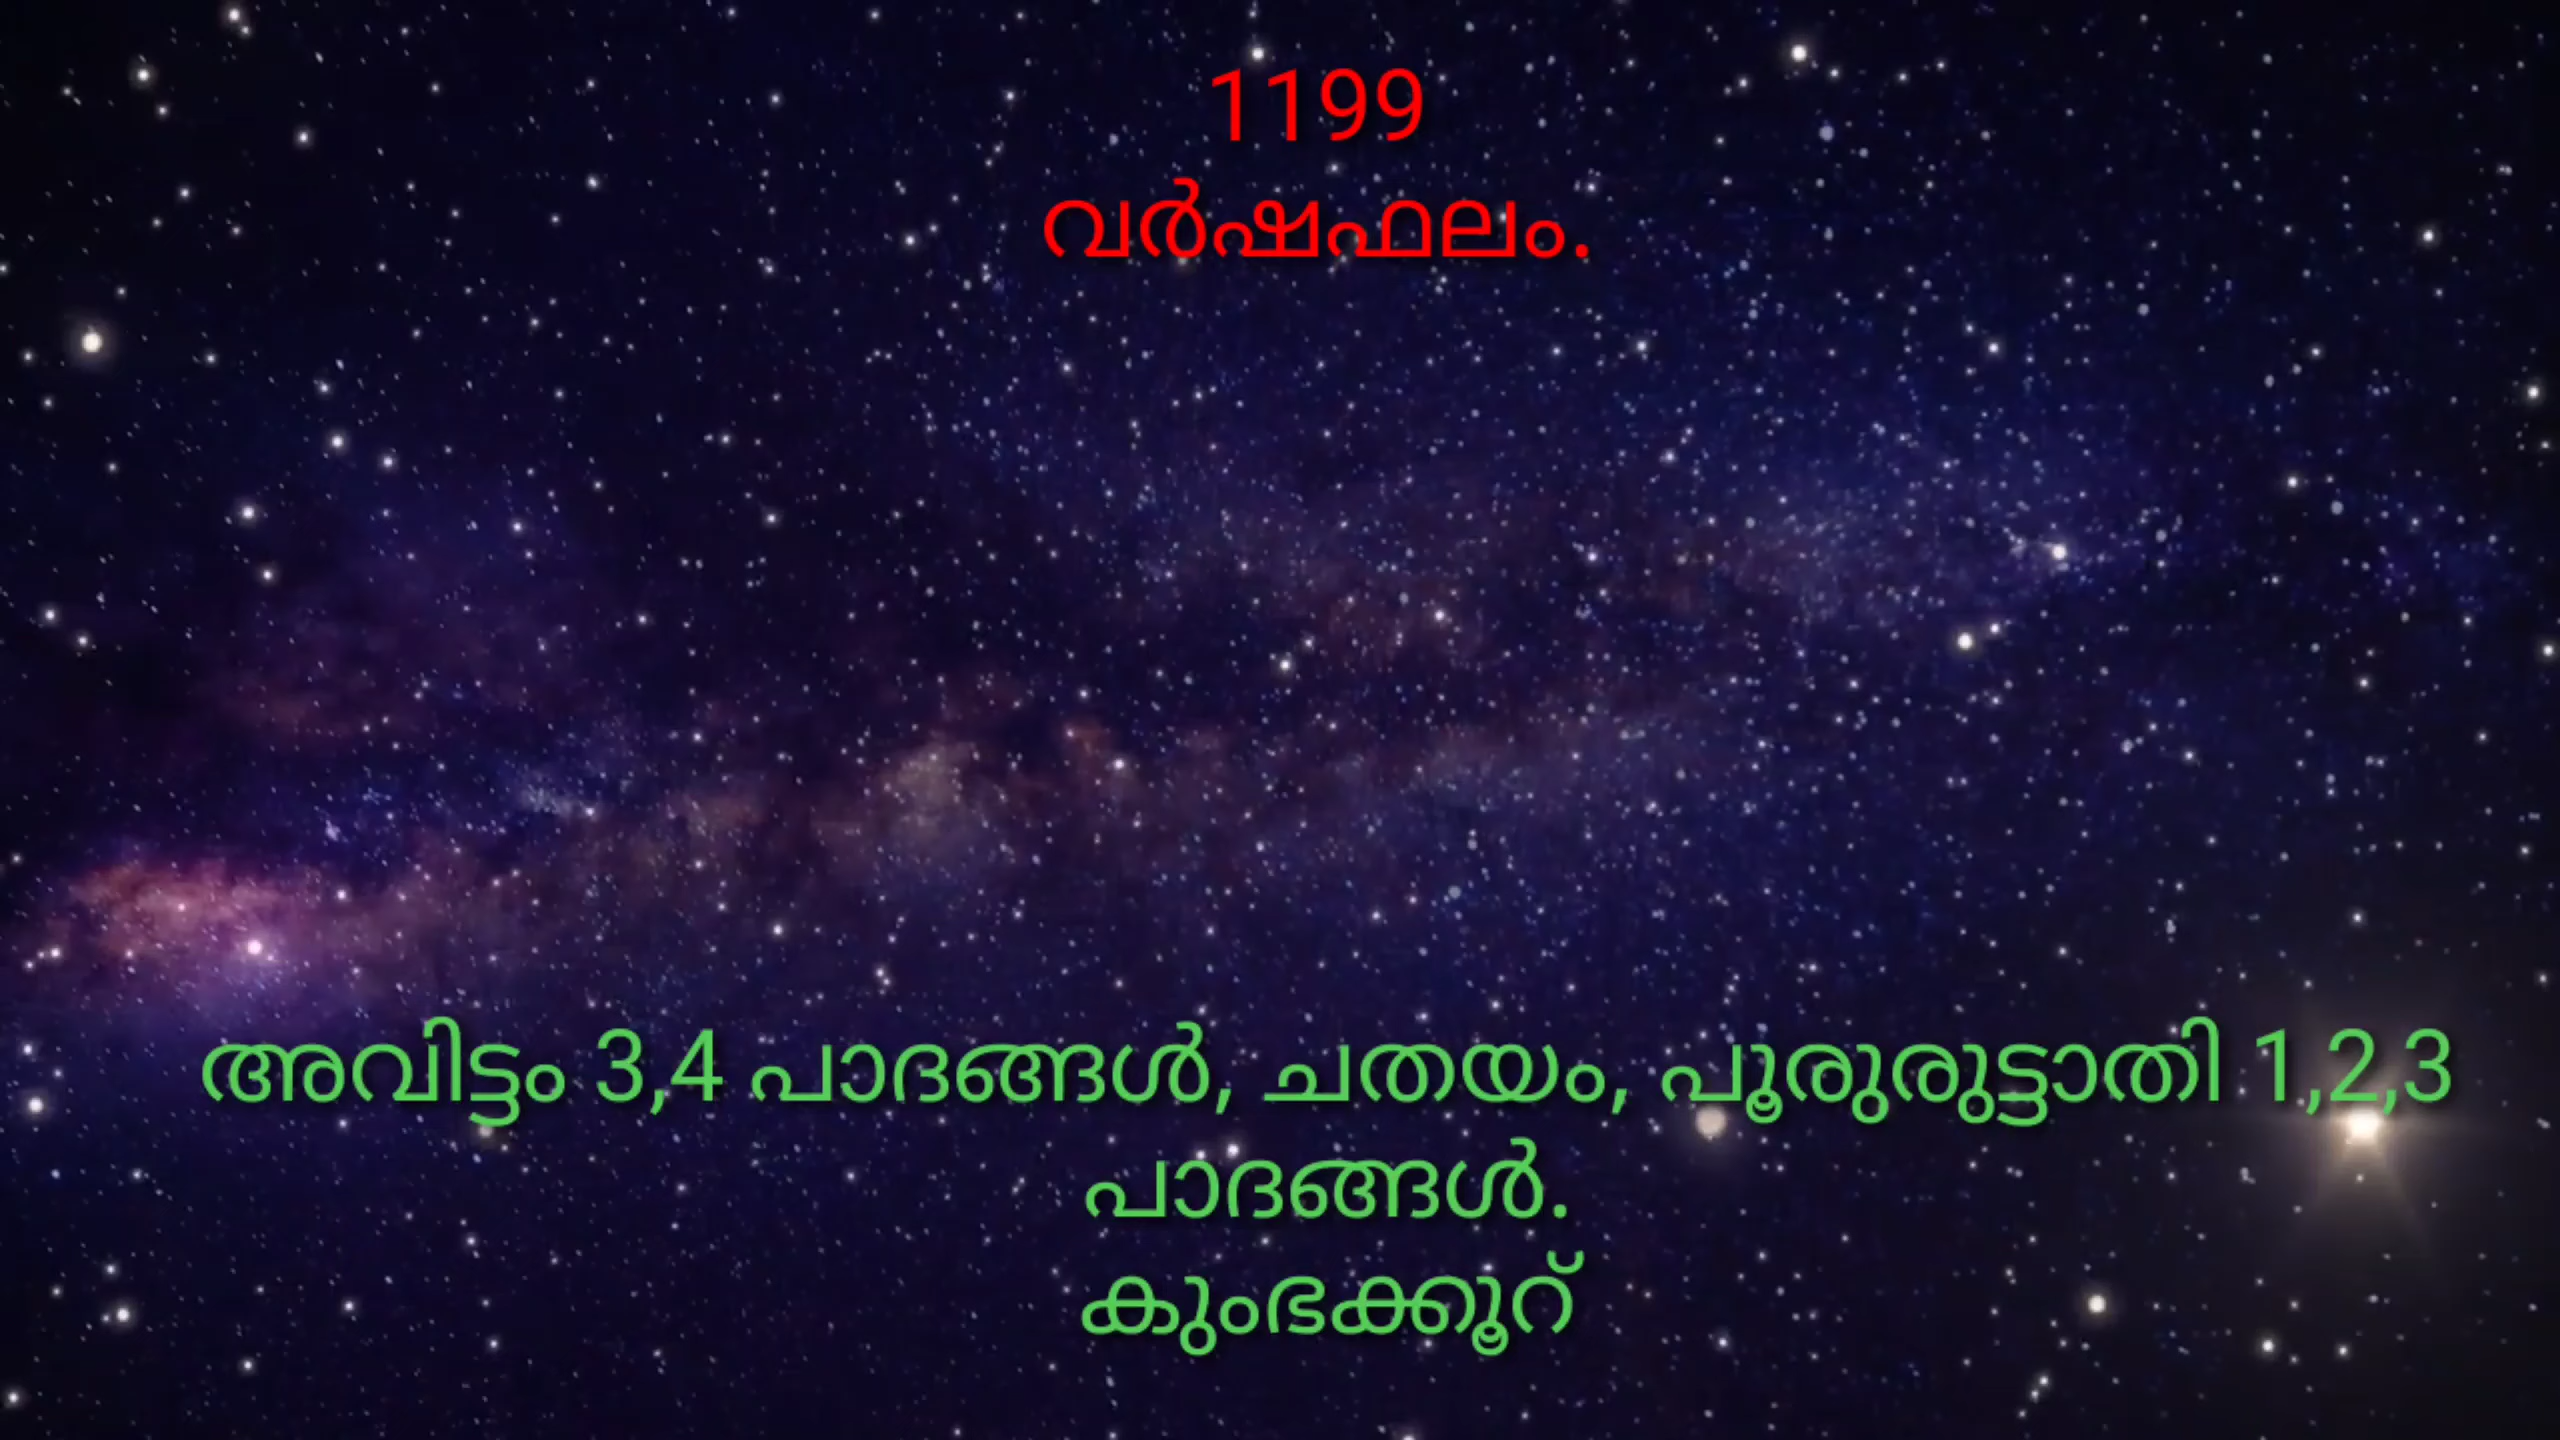 1199
വർഷഫലം.
അവിട്ടം 3,4 പാദങ്ങൾ, ചതയം, പൂരുരുട്ടാതി 1,2,3
പാദങ്ങൾ.
കുംഭക്കൂറ്